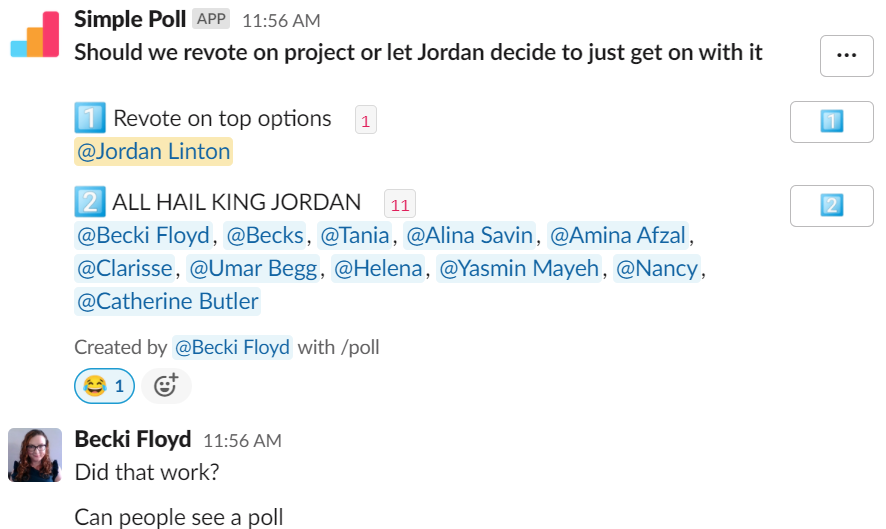 Simple Poll APP 11:56 AM
Should we revote on project or let Jordan decide to just get on with it
1 Revote on top options 1
1
@Jordan Linton
2 ALL HAIL KING JORDAN 11
2
@Becki Floyd, @Becks, @Tania, @Alina Savin, @Amina Afzal,
@Clarisse, @Umar Begg, @Helena, @Yasmin Mayeh, @Nancy,
@Catherine Butler
Created by @Becki Floyd with /poll
😂 1
Becki Floyd 11:56 AM
Did that work?
Can people see a poll